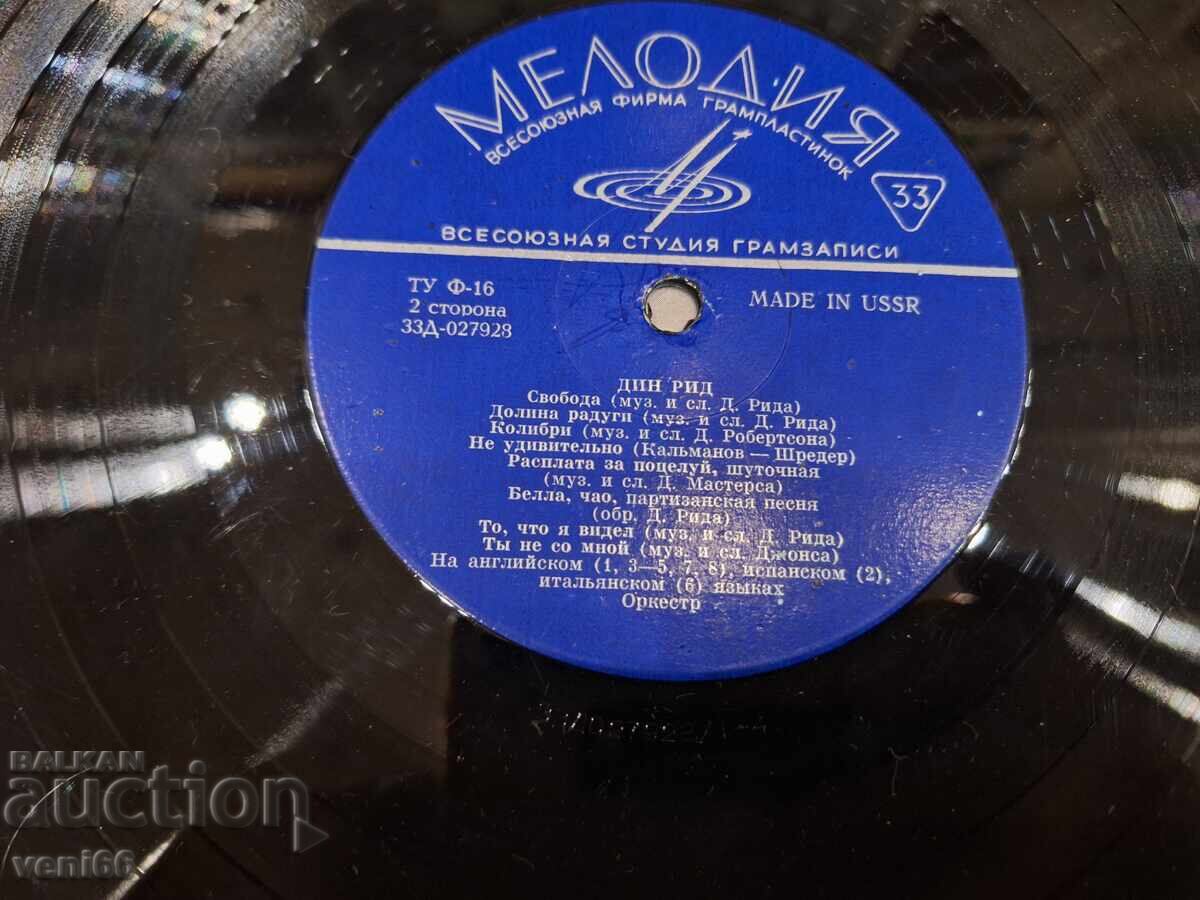 МЕЛОДИЯ
ВСЕСОЮЗНАЯ ФИРМА ГРАМПЛАСТИНОК
33
ВСЕСОЮЗНАЯ СТУДИЯ ГРАМЗАПИСИ
ТУ Ф-16
2 сторона
33Д-027928
MADE IN USSR
ДИН РИД
Свобода (муз. и сл. Д. Рида)
Долина радуги (муз. и сл. Д. Рида)
Колибри (муз. и сл. Д. Робертсона)
Не удивительно (Кальманов — Шредер)
Расплата за поцелуй, шуточная
(муз. и сл. Д. Мастерса)
Белла, чао, партизанская песня
(обр. Д. Рида)
То, что я видел (муз. и сл. Д. Рида)
Ты не со мной (муз. и сл. Джонса)
На английском (1, 3—5, 7, 8), испанском (2),
итальянском (6) языках
Оркестр
BALKAN
auction
veni66